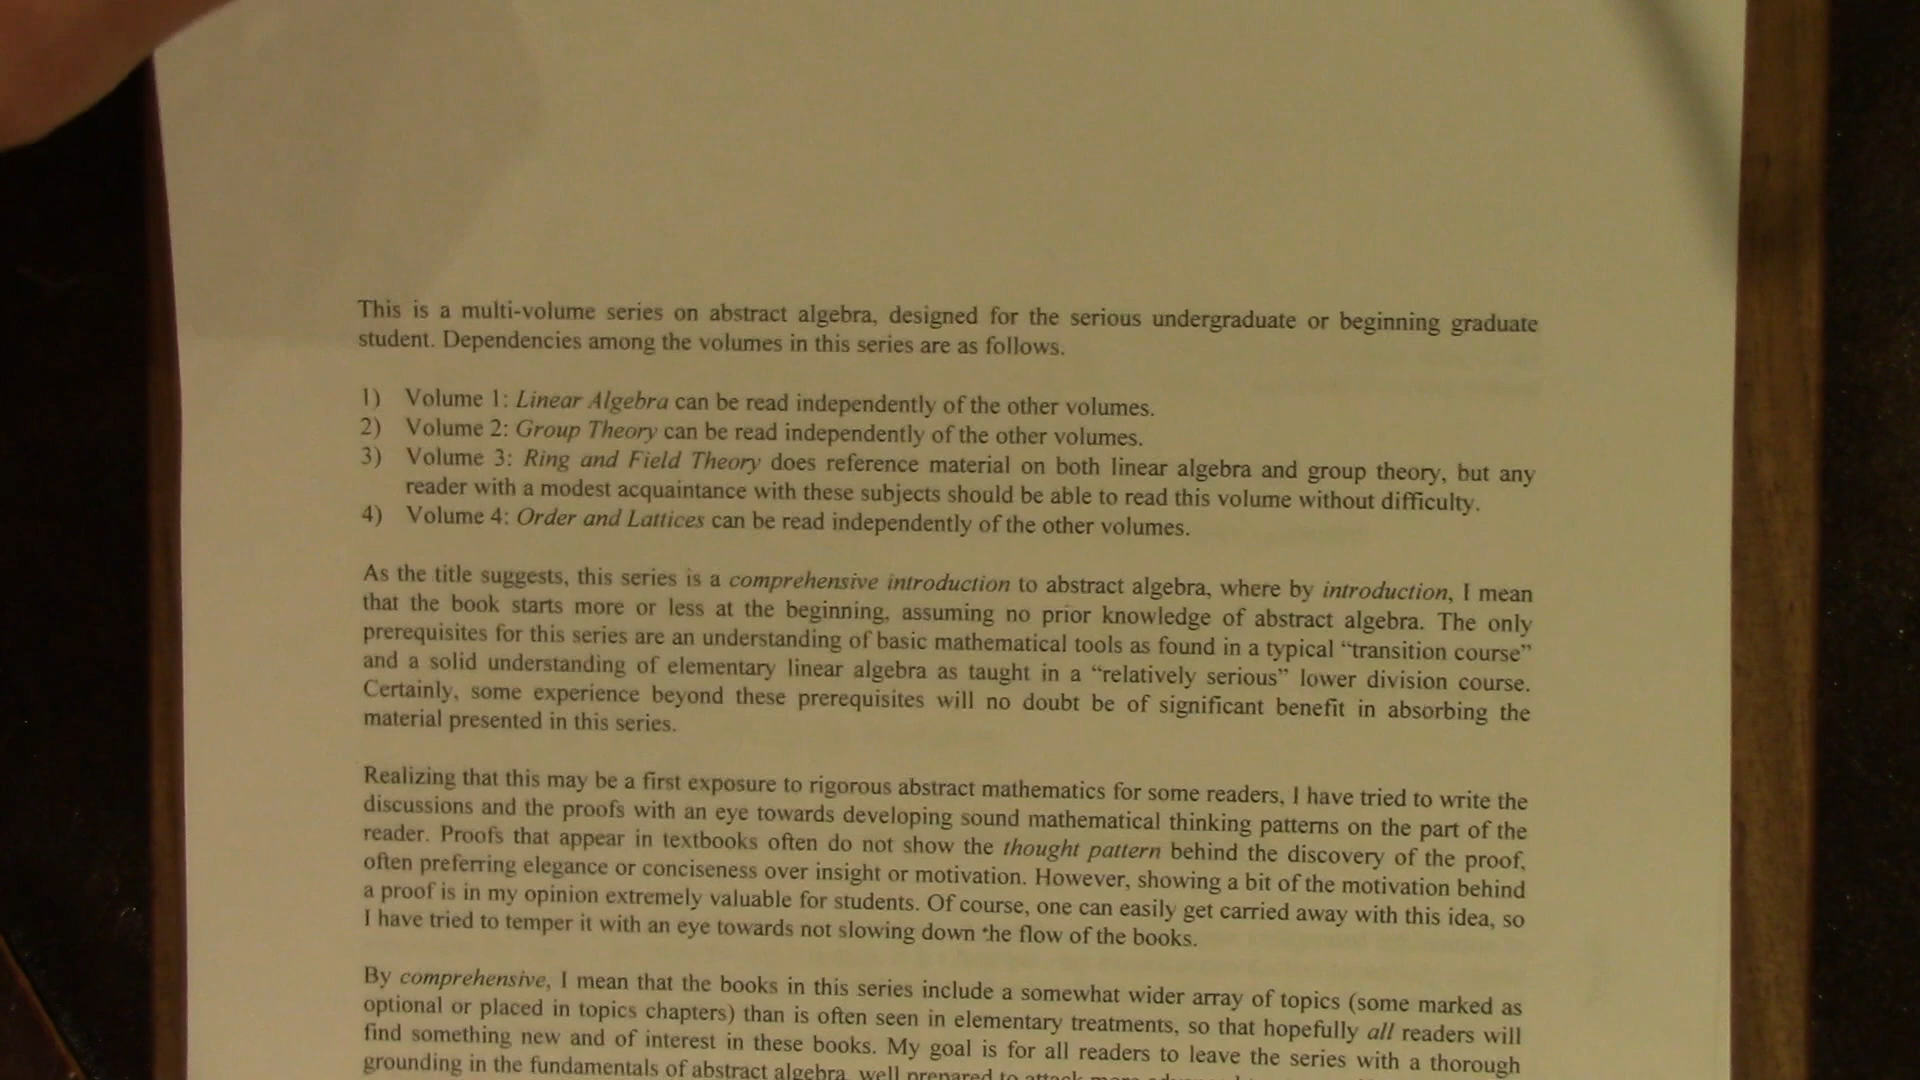 This is a multi-volume series on abstract algebra, designed for the serious undergraduate or beginning graduate
student. Dependencies among the volumes in this series are as follows.
1) Volume 1: Linear Algebra can be read independently of the other volumes.
2) Volume 2: Group Theory can be read independently of the other volumes.
3) Volume 3: Ring and Field Theory does reference material on both linear algebra and group theory, but any
reader with a modest acquaintance with these subjects should be able to read this volume without difficulty.
4) Volume 4: Order and Lattices can be read independently of the other volumes.
As the title suggests, this series is a comprehensive introduction to abstract algebra, where by introduction, I mean
that the book starts more or less at the beginning, assuming no prior knowledge of abstract algebra. The only
prerequisites for this series are an understanding of basic mathematical tools as found in a typical “transition course”
and a solid understanding of elementary linear algebra as taught in a “relatively serious” lower division course.
Certainly, some experience beyond these prerequisites will no doubt be of significant benefit in absorbing the
material presented in this series.
Realizing that this may be a first exposure to rigorous abstract mathematics for some readers, I have tried to write the
discussions and the proofs with an eye towards developing sound mathematical thinking patterns on the part of the
reader. Proofs that appear in textbooks often do not show the thought pattern behind the discovery of the proof,
often preferring elegance or conciseness over insight or motivation. However, showing a bit of the motivation behind
a proof is in my opinion extremely valuable for students. Of course, one can easily get carried away with this idea, so
I have tried to temper it with an eye towards not slowing down the flow of the books.
By comprehensive, I mean that the books in this series include a somewhat wider array of topics (some marked as
optional or placed in topics chapters) than is often seen in elementary treatments, so that hopefully all readers will
find something new and of interest in these books. My goal is for all readers to leave the series with a thorough
grounding in the fundamentals of abstract algebra, well prepared to attack more